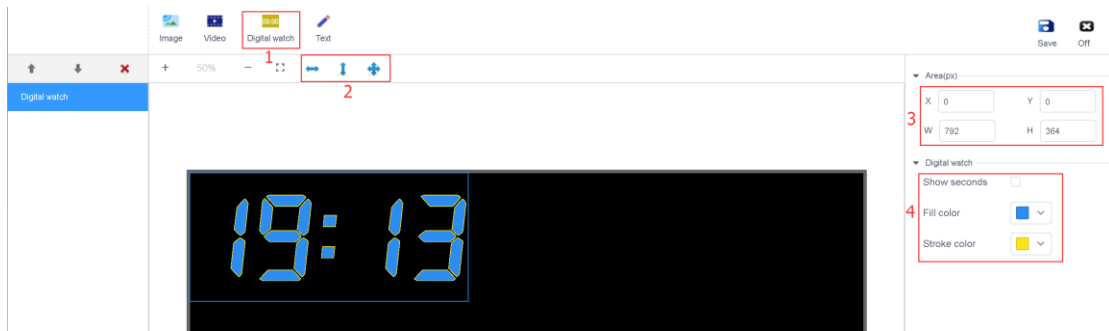 09:00
Image Video Digital watch Text
Save Off
1
+ 50% −
2
Digital watch
Area(px)
X 0 Y 0
3
W 792 H 364
Digital watch
Show seconds
4
Fill color
Stroke color
19:13